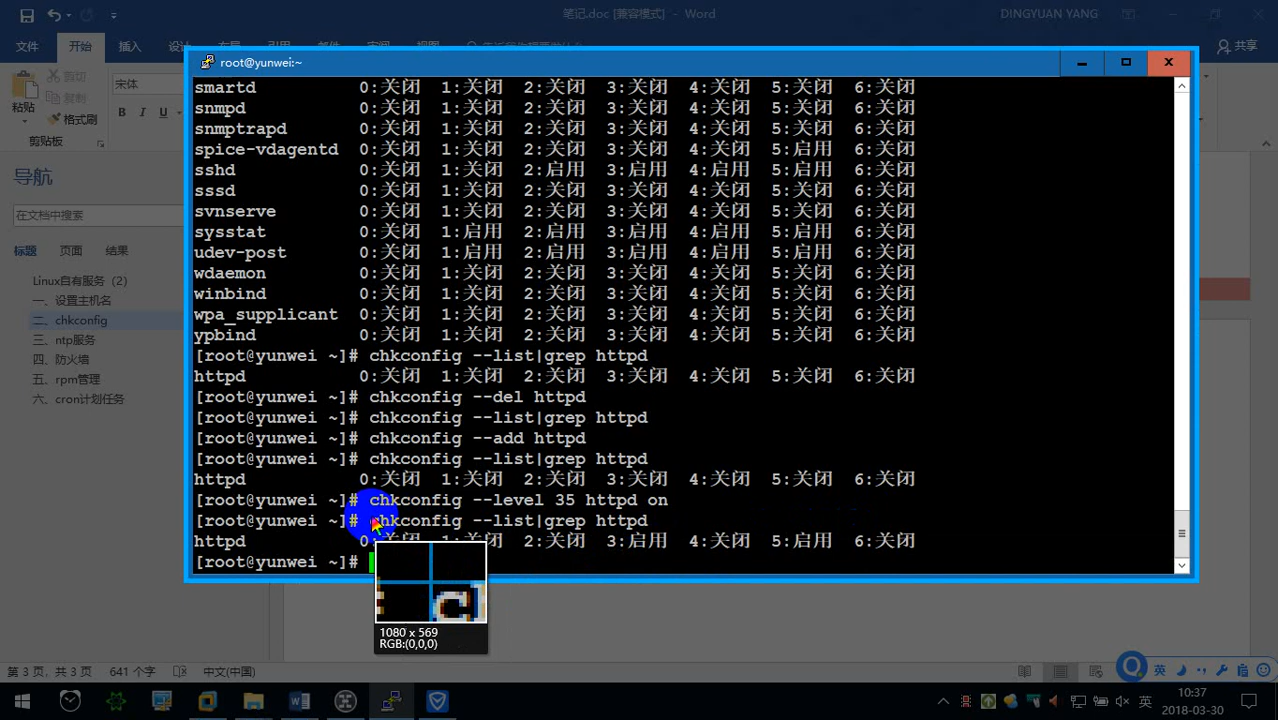 笔记.doc [兼容模式] - Word
DINGYUAN YANG
文件 开始 插入 设计
共享
剪切
复制
粘贴
格式刷
剪贴板
宋体
B I U
导航
在文档中搜索
标题 页面 结果
Linux自有服务（2）
一、设置主机名
二、chkconfig
三、ntp服务
四、防火墙
五、rpm管理
六、cron计划任务
root@yunwei:~
smartd 0:关闭 1:关闭 2:关闭 3:关闭 4:关闭 5:关闭 6:关闭
snmpd 0:关闭 1:关闭 2:关闭 3:关闭 4:关闭 5:关闭 6:关闭
snmptrapd 0:关闭 1:关闭 2:关闭 3:关闭 4:关闭 5:关闭 6:关闭
spice-vdagentd 0:关闭 1:关闭 2:关闭 3:关闭 4:关闭 5:启用 6:关闭
sshd 0:关闭 1:关闭 2:启用 3:启用 4:启用 5:启用 6:关闭
sssd 0:关闭 1:关闭 2:关闭 3:关闭 4:关闭 5:关闭 6:关闭
svnserve 0:关闭 1:关闭 2:关闭 3:关闭 4:关闭 5:关闭 6:关闭
sysstat 0:关闭 1:启用 2:启用 3:启用 4:启用 5:启用 6:关闭
udev-post 0:关闭 1:启用 2:启用 3:启用 4:启用 5:启用 6:关闭
wdaemon 0:关闭 1:关闭 2:关闭 3:关闭 4:关闭 5:关闭 6:关闭
winbind 0:关闭 1:关闭 2:关闭 3:关闭 4:关闭 5:关闭 6:关闭
wpa_supplicant 0:关闭 1:关闭 2:关闭 3:关闭 4:关闭 5:关闭 6:关闭
ypbind 0:关闭 1:关闭 2:关闭 3:关闭 4:关闭 5:关闭 6:关闭
[root@yunwei ~]# chkconfig --list|grep httpd
httpd 0:关闭 1:关闭 2:关闭 3:关闭 4:关闭 5:关闭 6:关闭
[root@yunwei ~]# chkconfig --del httpd
[root@yunwei ~]# chkconfig --list|grep httpd
[root@yunwei ~]# chkconfig --add httpd
[root@yunwei ~]# chkconfig --list|grep httpd
httpd 0:关闭 1:关闭 2:关闭 3:关闭 4:关闭 5:关闭 6:关闭
[root@yunwei ~]# chkconfig --level 35 httpd on
[root@yunwei ~]# chkconfig --list|grep httpd
httpd 0:关闭 1:关闭 2:关闭 3:启用 4:关闭 5:启用 6:关闭
[root@yunwei ~]#
1080 x 569
RGB:(0,0,0)
第 3 页，共 3 页 641 个字 中文(中国)
英
英
10:37
2018-03-30